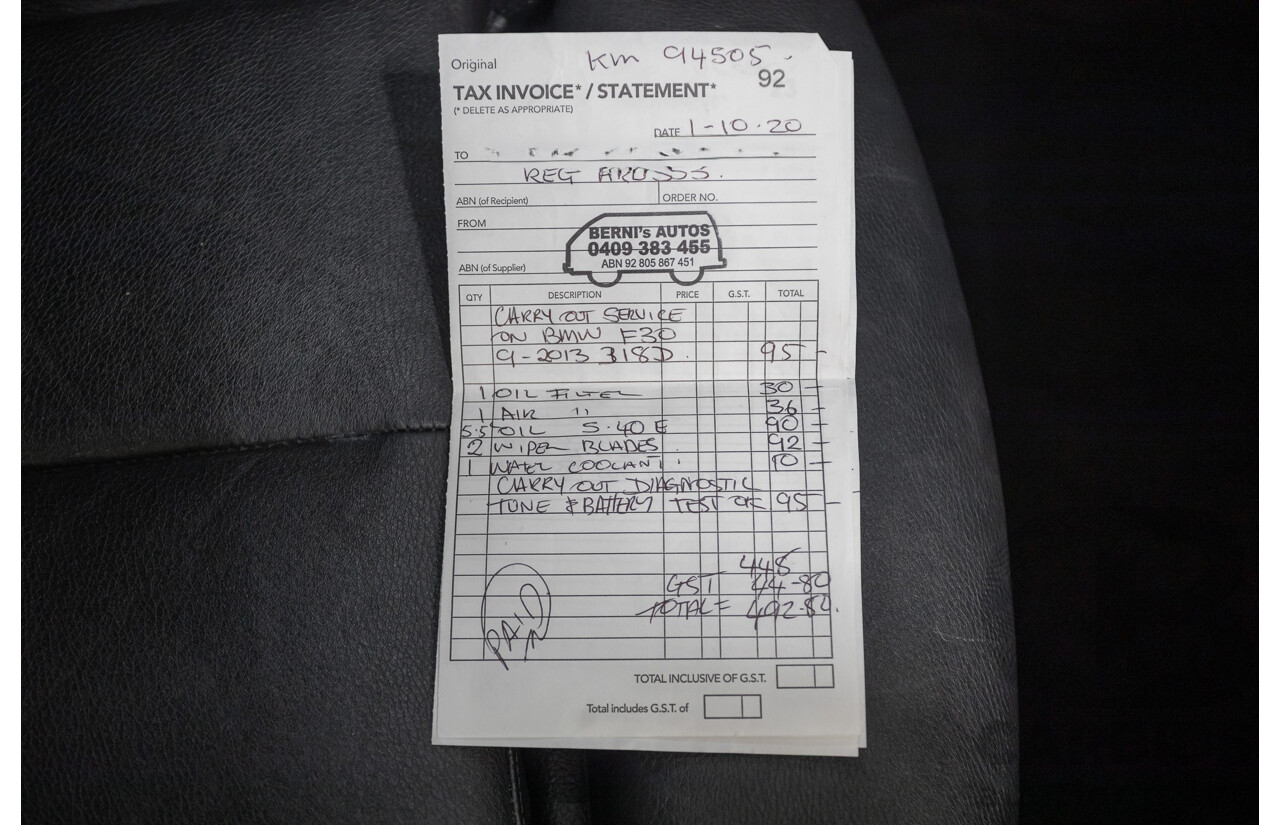 Original
Km 94505.
92
TAX INVOICE* / STATEMENT*
(* DELETE AS APPROPRIATE)
DATE 1-10.20
TO
REG
ABN (of Recipient) ORDER NO.
FROM
BERNI's AUTOS
0409 383 455
ABN 92 805 867 451
ABN (of Supplier)
QTY DESCRIPTION PRICE G.S.T. TOTAL
CARRY OUT SERVICE
ON BMW F30
9-2013 318D. 95-
1 OIL FILTER 30-
1 AIR " 36-
5.5 OIL 5.40 E 90-
2 WIPER BLADES. 92-
1 WATER COOLANT. 10-
CARRY OUT DIAGNOSTIC
TUNE & BATTERY TEST OK 95-
448
GST 44-80
TOTAL= 492-80.
PAID
TOTAL INCLUSIVE OF G.S.T.
Total includes G.S.T. of